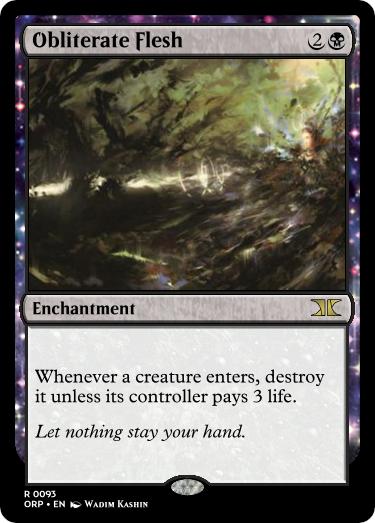 Obliterate Flesh 2
Enchantment
Whenever a creature enters, destroy
it unless its controller pays 3 life.
Let nothing stay your hand.
R 0093
ORP • EN Wadim Kashin